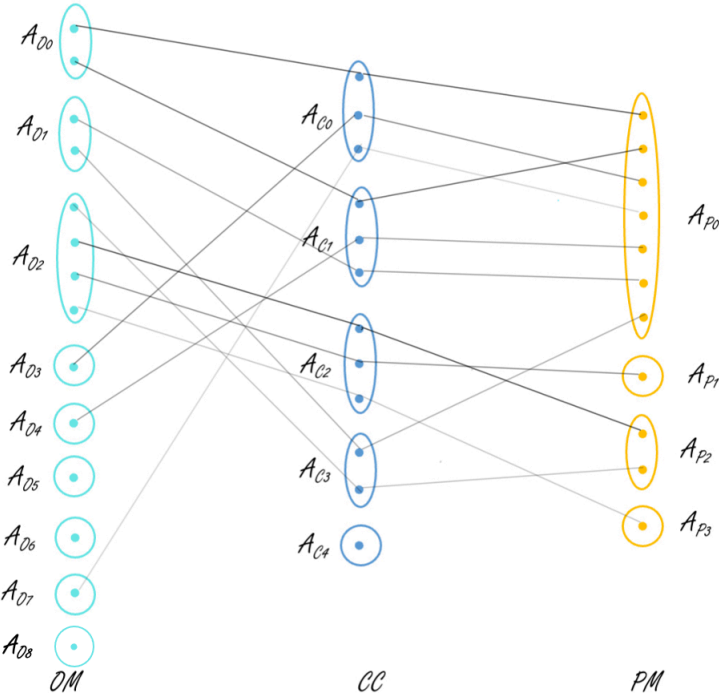 A_O0
A_O1
A_O2
A_O3
A_O4
A_O5
A_O6
A_O7
A_O8
OM
A_C0
A_C1
A_C2
A_C3
A_C4
CC
A_P0
A_P1
A_P2
A_P3
PM